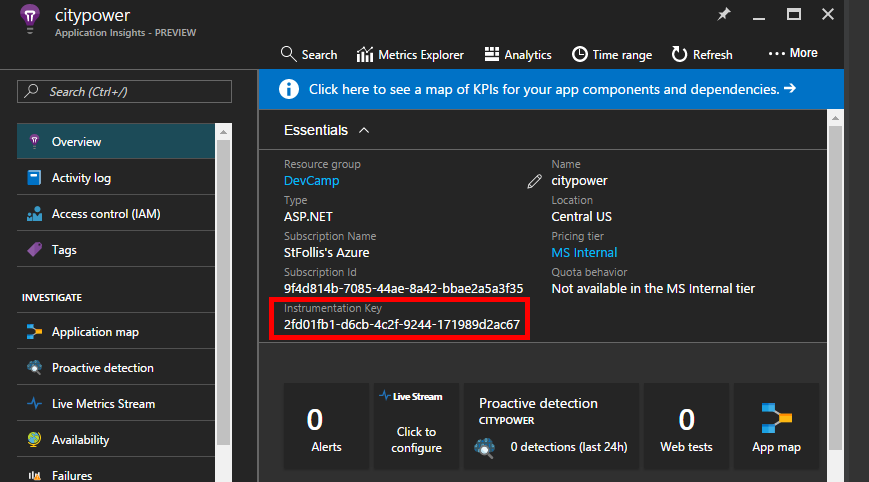 citypower
Application Insights - PREVIEW
Search
Metrics Explorer
Analytics
Time range
Refresh
More
Search (Ctrl+/)
Click here to see a map of KPIs for your app components and dependencies.
Overview
Activity log
Access control (IAM)
Tags
INVESTIGATE
Application map
Proactive detection
Live Metrics Stream
Availability
Failures
Essentials
Resource group
DevCamp
Type
ASP.NET
Subscription Name
StFollis's Azure
Subscription Id
9f4d814b-7085-44ae-8a42-bbae2a5a3f35
Instrumentation Key
2fd01fb1-d6cb-4c2f-9244-171989d2ac67
Name
citypower
Location
Central US
Pricing tier
MS Internal
Quota behavior
Not available in the MS Internal tier
0
Alerts
Live Stream
Click to
configure
Proactive detection
CITYPOWER
0 detections (last 24h)
0
Web tests
App map